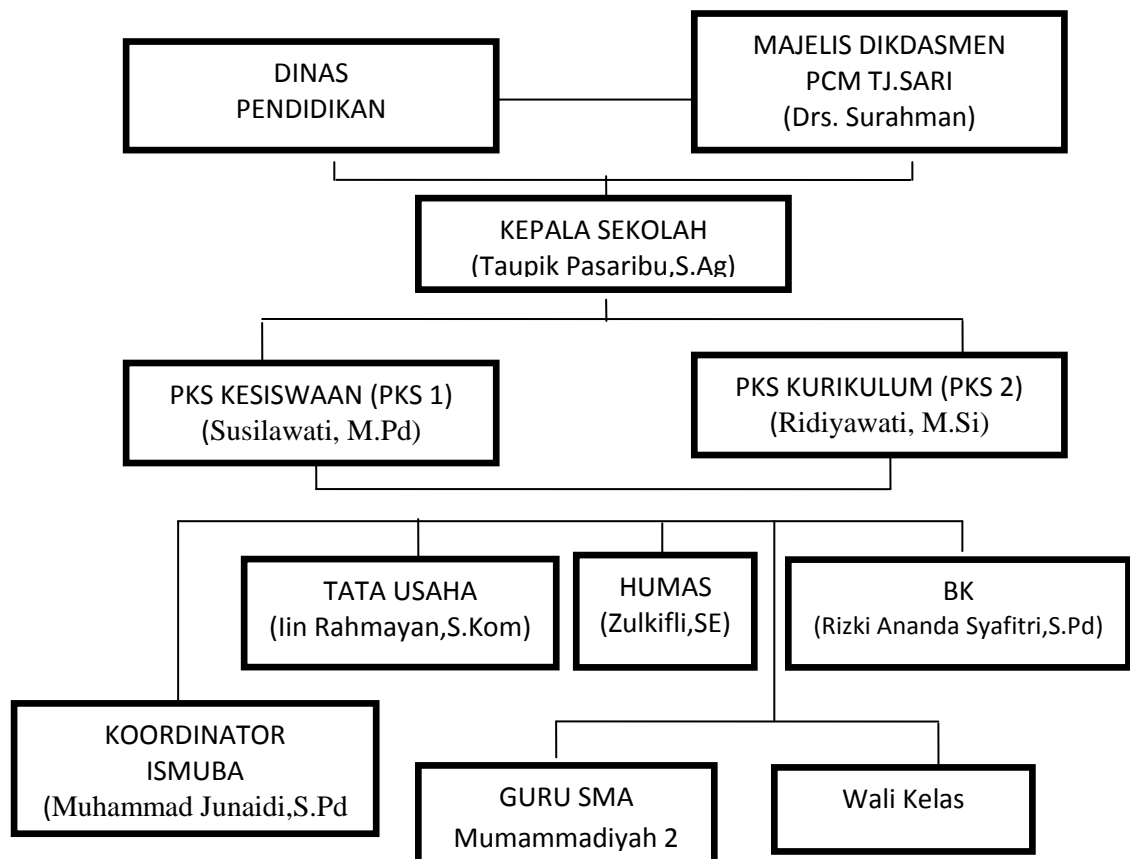 DINAS
PENDIDIKAN
MAJELIS DIKDASMEN
PCM TJ.SARI
(Drs. Surahman)
KEPALA SEKOLAH
(Taupik Pasaribu,S.Ag)
PKS KESISWAAN (PKS 1)
(Susilawati, M.Pd)
PKS KURIKULUM (PKS 2)
(Ridiyawati, M.Si)
TATA USAHA
(Iin Rahmayan,S.Kom)
HUMAS
(Zulkifli,SE)
BK
(Rizki Ananda Syafitri,S.Pd)
KOORDINATOR
ISMUBA
(Muhammad Junaidi,S.Pd
GURU SMA
Mumammadiyah 2
Wali Kelas